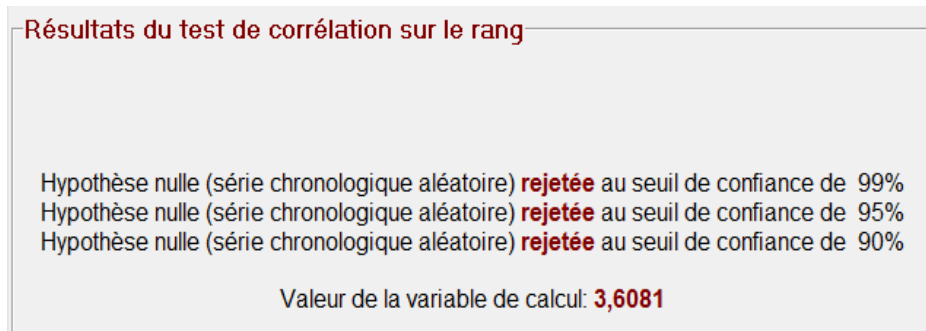 Résultats du test de corrélation sur le rang
Hypothèse nulle (série chronologique aléatoire) rejetée au seuil de confiance de 99%
Hypothèse nulle (série chronologique aléatoire) rejetée au seuil de confiance de 95%
Hypothèse nulle (série chronologique aléatoire) rejetée au seuil de confiance de 90%
Valeur de la variable de calcul: 3,6081